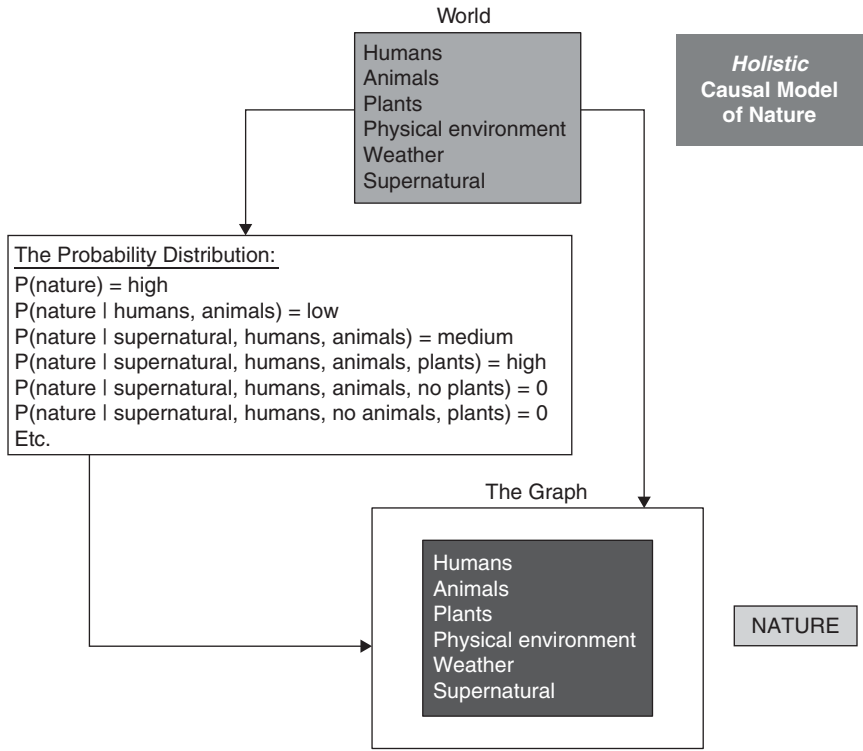 World
Humans
Animals
Plants
Physical environment
Weather
Supernatural
Holistic
Causal Model
of Nature
The Probability Distribution:
P(nature) = high
P(nature | humans, animals) = low
P(nature | supernatural, humans, animals) = medium
P(nature | supernatural, humans, animals, plants) = high
P(nature | supernatural, humans, animals, no plants) = 0
P(nature | supernatural, humans, no animals, plants) = 0
Etc.
The Graph
Humans
Animals
Plants
Physical environment
Weather
Supernatural
NATURE